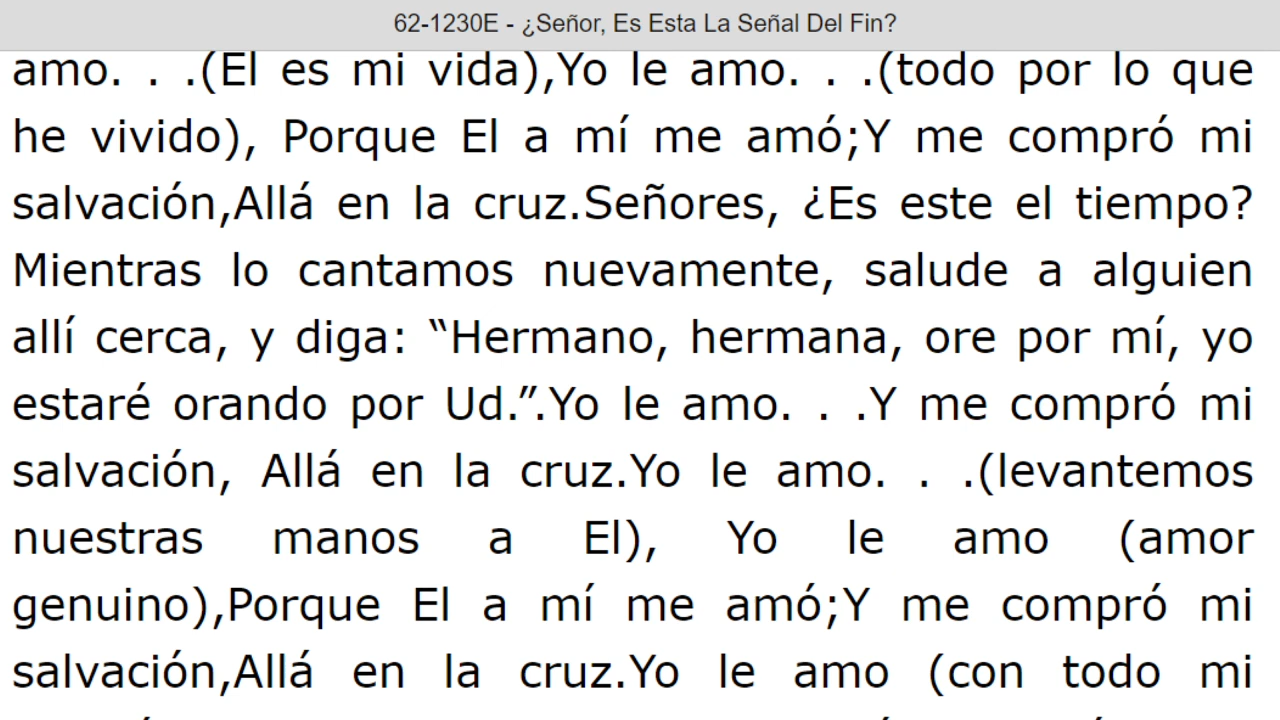 62-1230E - ¿Señor, Es Esta La Señal Del Fin?
amo. . .(El es mi vida),Yo le amo. . .(todo por lo que
he vivido), Porque El a mí me amó;Y me compró mi
salvación,Allá en la cruz.Señores, ¿Es este el tiempo?
Mientras lo cantamos nuevamente, salude a alguien
allí cerca, y diga: “Hermano, hermana, ore por mí, yo
estaré orando por Ud.”.Yo le amo. . .Y me compró mi
salvación, Allá en la cruz.Yo le amo. . .(levantemos
nuestras manos a El), Yo le amo (amor
genuino),Porque El a mí me amó;Y me compró mi
salvación,Allá en la cruz.Yo le amo (con todo mi